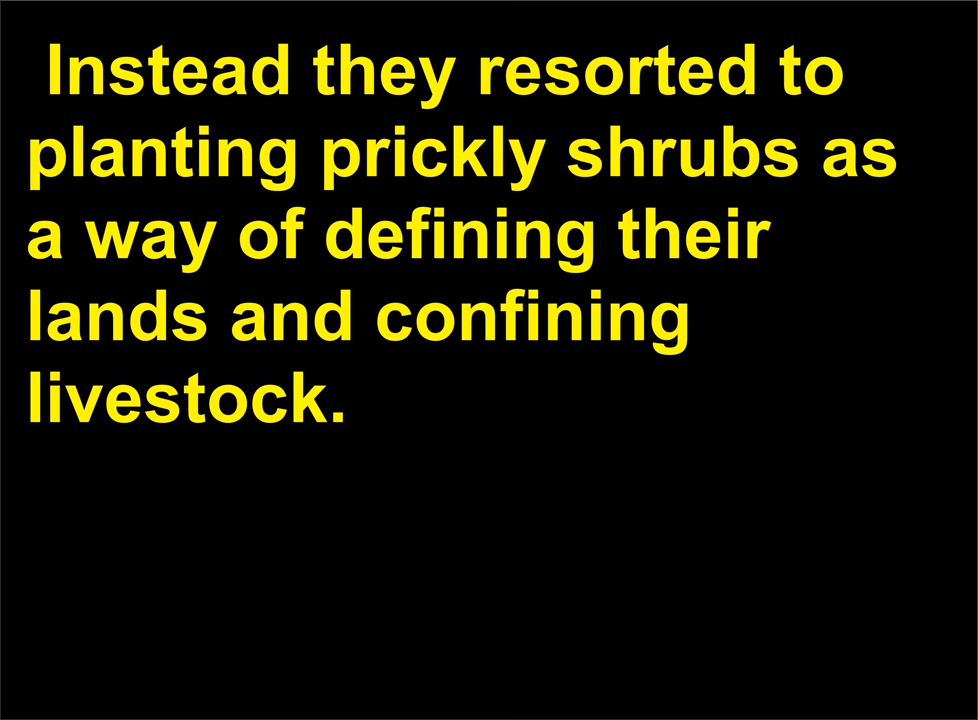 Instead they resorted to
planting prickly shrubs as
a way of defining their
lands and confining
livestock.